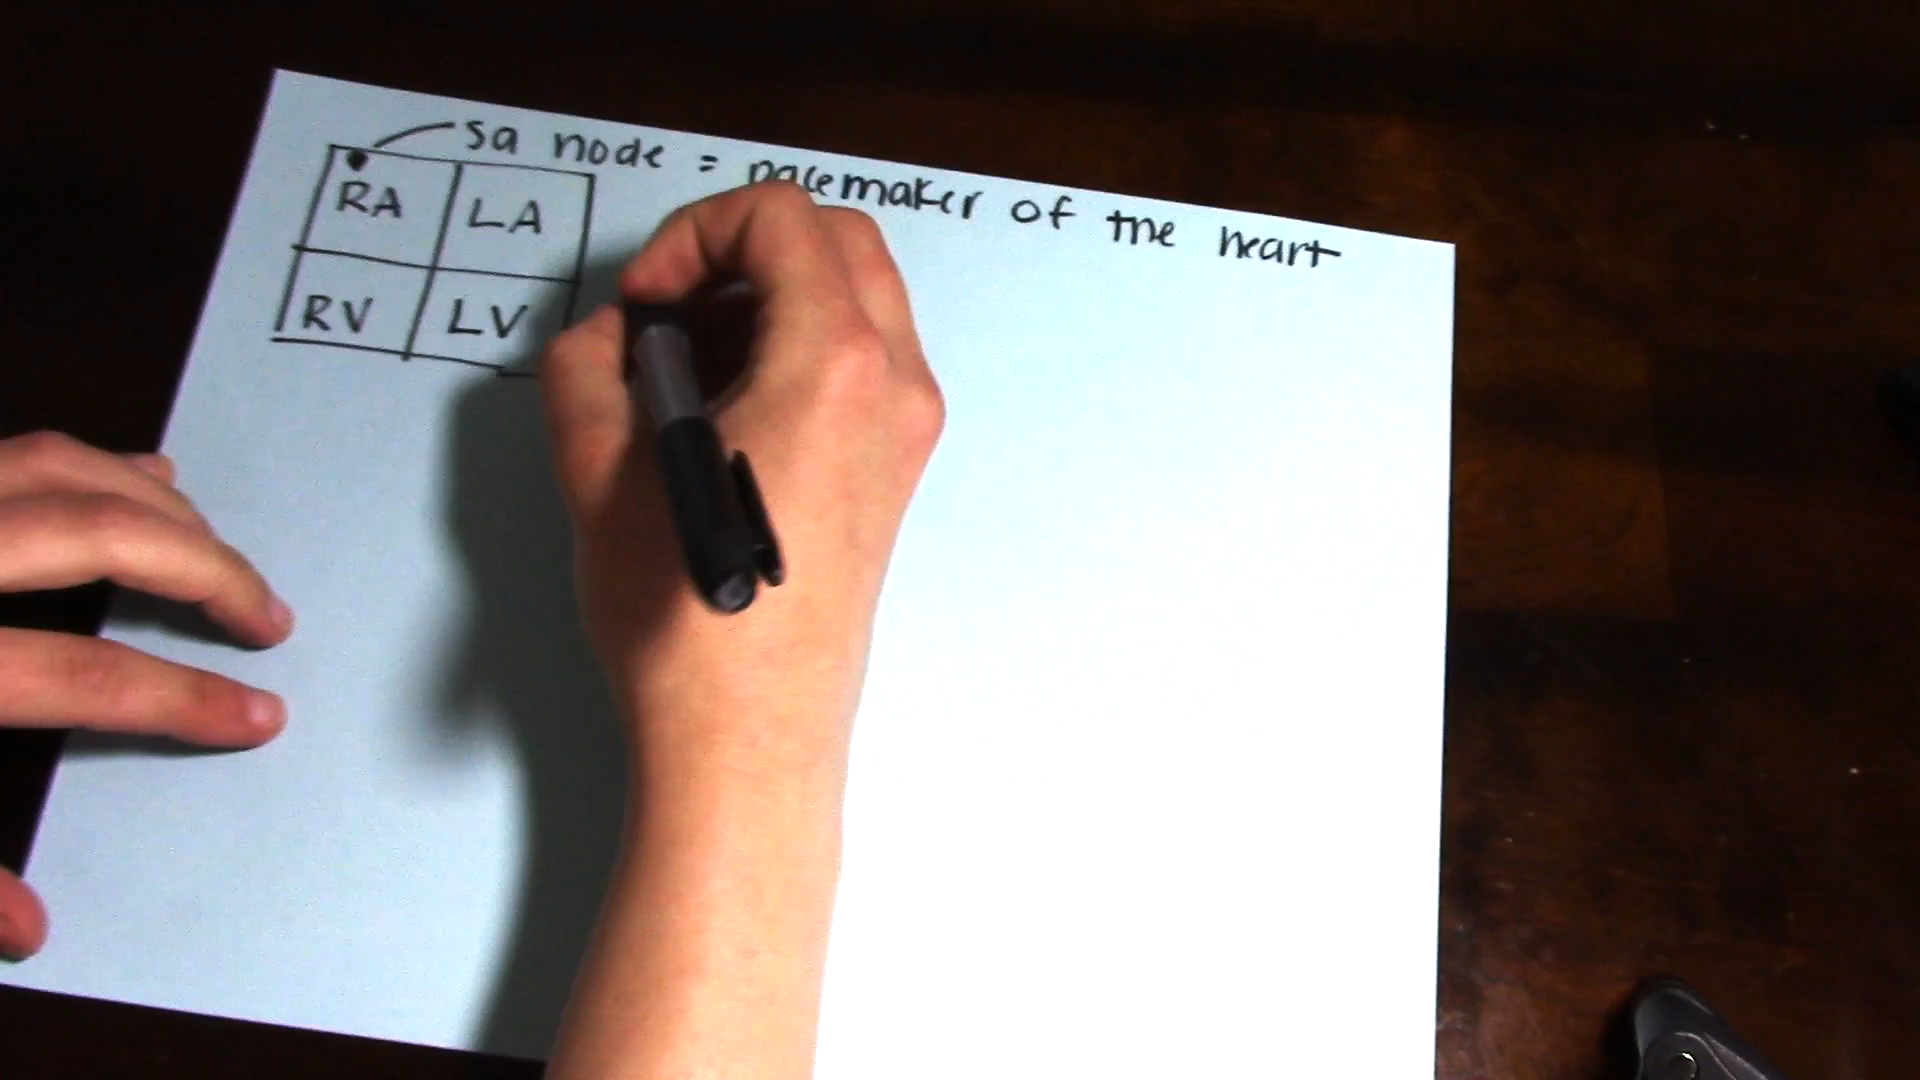 sa node = pacemaker of the heart
RA LA
RV LV